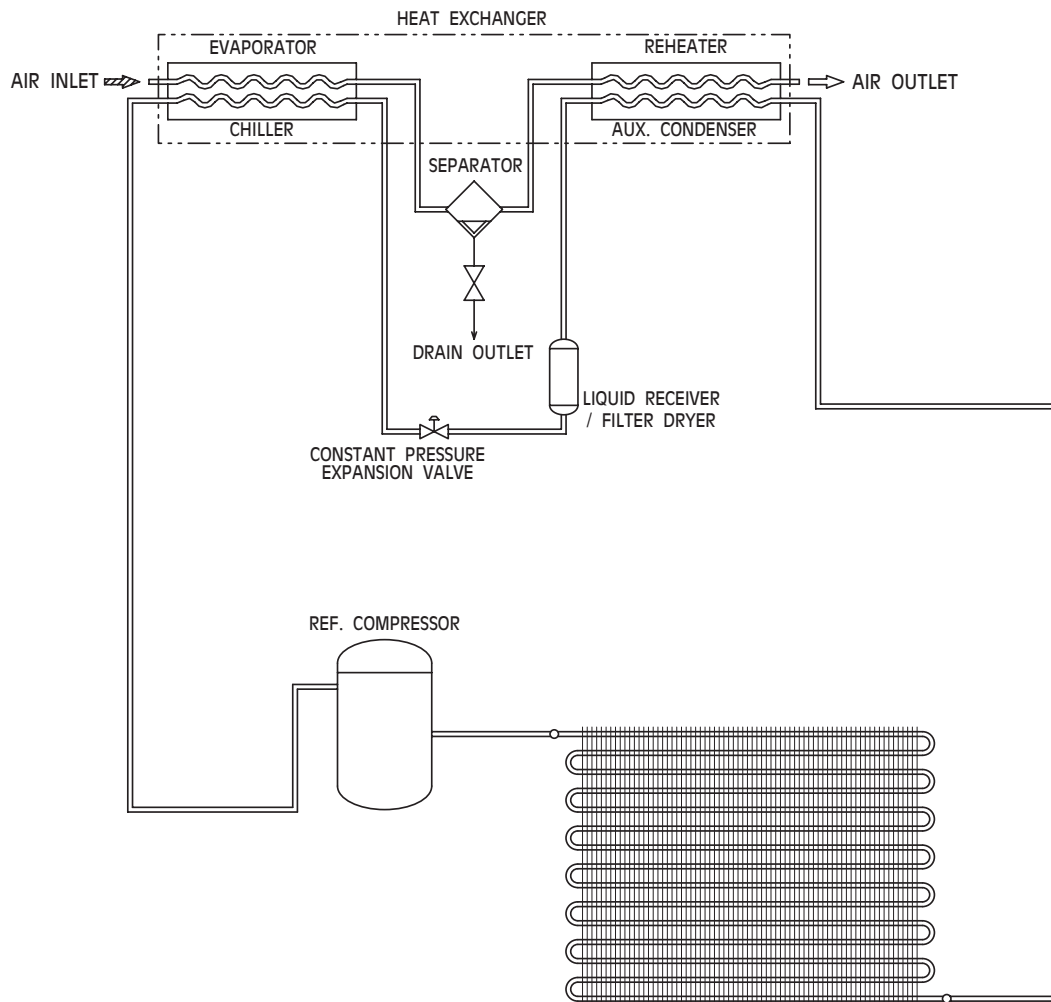 HEAT EXCHANGER
EVAPORATOR
REHEATER
AIR INLET
AIR OUTLET
CHILLER
AUX. CONDENSER
SEPARATOR
DRAIN OUTLET
LIQUID RECEIVER
/ FILTER DRYER
CONSTANT PRESSURE
EXPANSION VALVE
REF. COMPRESSOR